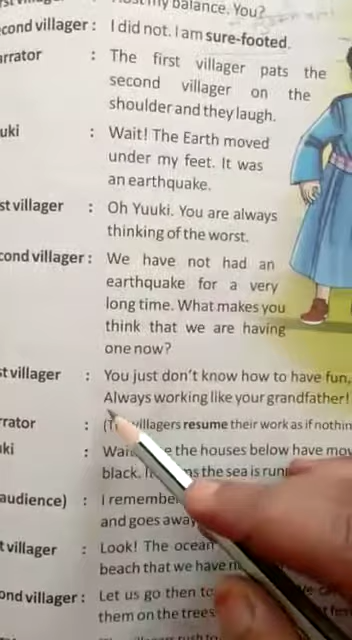 my balance. You?
cond villager : I did not. I am sure-footed.
rrator : The first villager pats the
second villager on the
shoulder and they laugh.
uki : Wait! The Earth moved
under my feet. It was
an earthquake.
st villager : Oh Yuuki. You are always
thinking of the worst.
cond villager : We have not had an
earthquake for a very
long time. What makes you
think that we are having
one now?
st villager : You just don't know how to have fun,
Always working like your grandfather!
rrator : villagers resume their work as if nothin
ki : the houses below have mov
black. the sea is run
audience) : I remembe
and goes away
t villager : Look! The ocean
beach that we have n
ond villager : Let us go then to
them on the trees